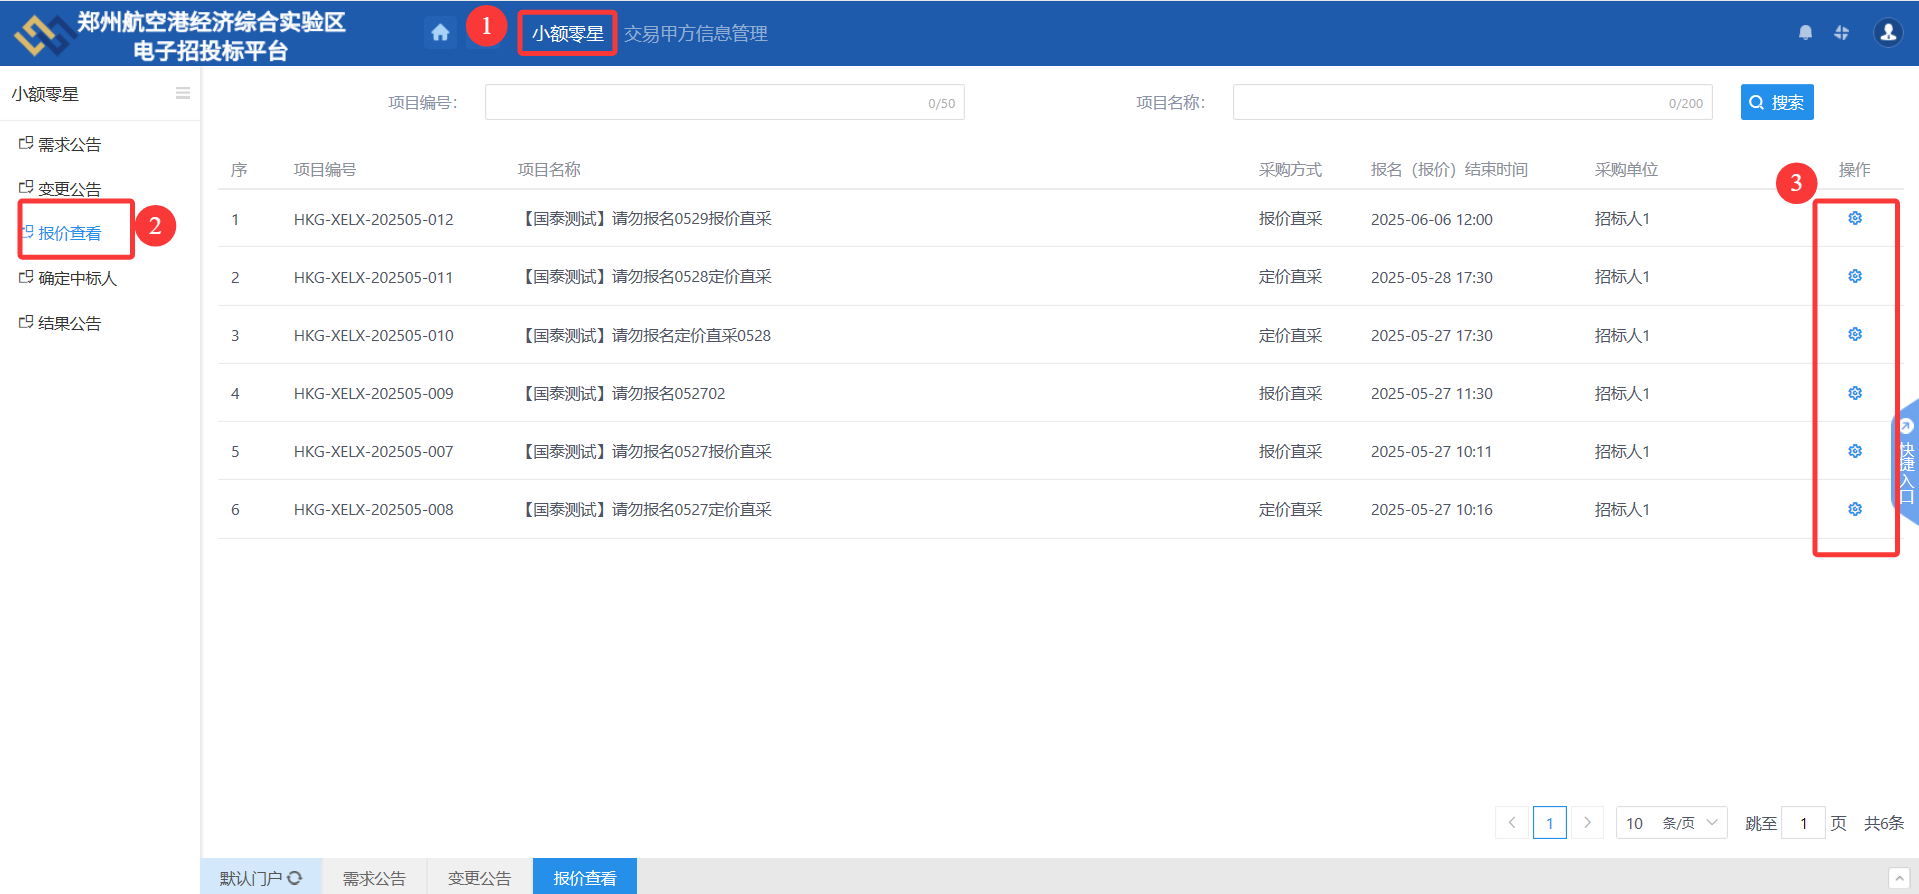 郑州航空港经济综合实验区
电子招投标平台
1
小额零星
交易甲方信息管理
小额零星
需求公告
变更公告
报价查看
2
确定中标人
结果公告
项目编号：
0/50
项目名称：
0/200
搜索
序 项目编号 项目名称 采购方式 报名（报价）结束时间 采购单位 操作
3
1 HKG-XELX-202505-012 【国泰测试】请勿报名0529报价直采 报价直采 2025-06-06 12:00 招标人1
2 HKG-XELX-202505-011 【国泰测试】请勿报名0528定价直采 定价直采 2025-05-28 17:30 招标人1
3 HKG-XELX-202505-010 【国泰测试】请勿报名定价直采0528 定价直采 2025-05-27 17:30 招标人1
4 HKG-XELX-202505-009 【国泰测试】请勿报名052702 报价直采 2025-05-27 11:30 招标人1
5 HKG-XELX-202505-007 【国泰测试】请勿报名0527报价直采 报价直采 2025-05-27 10:11 招标人1
6 HKG-XELX-202505-008 【国泰测试】请勿报名0527定价直采 定价直采 2025-05-27 10:16 招标人1
快捷入口
1 10 条/页 跳至 1 页 共6条
默认门户 需求公告 变更公告 报价查看